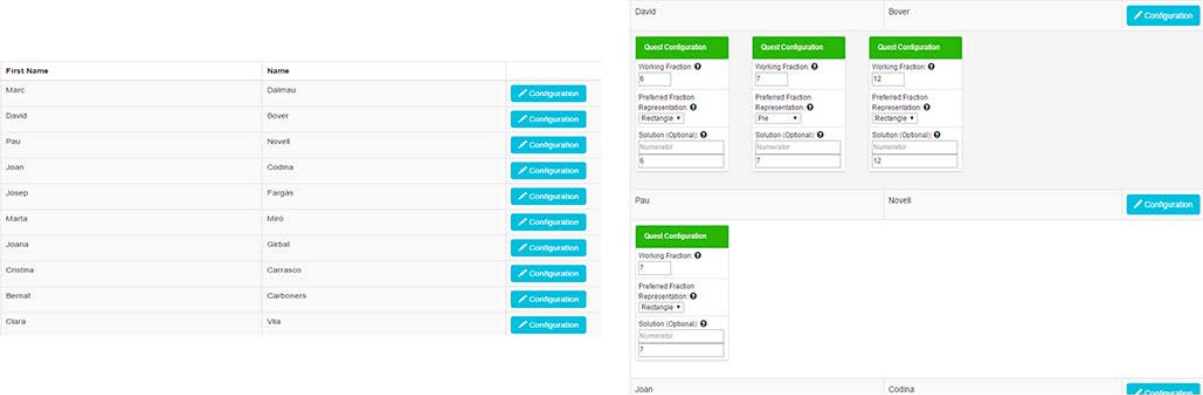 First Name Name
Marc Dalmau Configuration
David Bover Configuration
Pau Novell Configuration
Joan Codina Configuration
Josep Fargàs Configuration
Marta Miró Configuration
Joana Girbal Configuration
Cristina Carrasco Configuration
Bernat Carboners Configuration
Clara Vila Configuration
David Bover Configuration
Quest Configuration Quest Configuration Quest Configuration
Working Fraction: Working Fraction: Working Fraction:
6 7 12
Preferred Fraction Preferred Fraction Preferred Fraction
Representation: Representation: Representation:
Rectangle Pie Rectangle
Solution (Optional): Solution (Optional): Solution (Optional):
Numerator Numerator Numerator
6 7 12
Pau Novell Configuration
Quest Configuration
Working Fraction:
7
Preferred Fraction
Representation:
Rectangle
Solution (Optional):
Numerator
7
Joan Codina Configuration